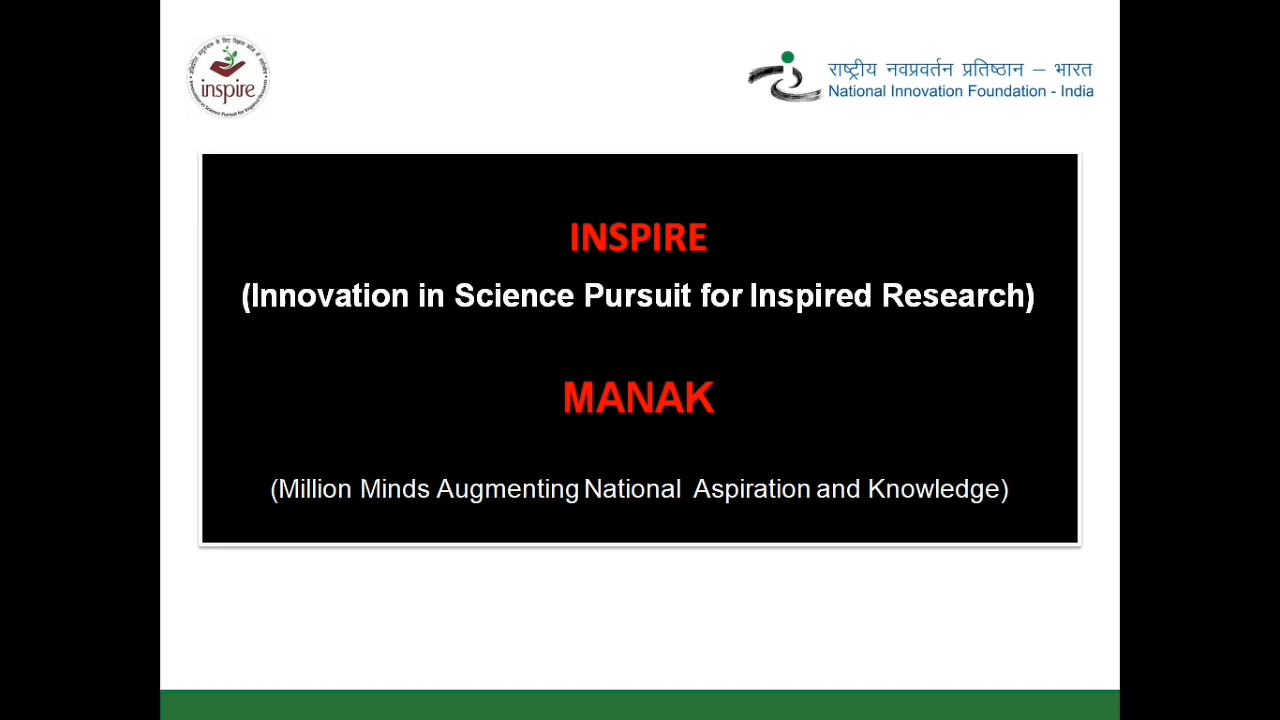 inspire
राष्ट्रीय नवप्रवर्तन प्रतिष्ठान – भारत
National Innovation Foundation - India
INSPIRE
(Innovation in Science Pursuit for Inspired Research)
MANAK
(Million Minds Augmenting National Aspiration and Knowledge)